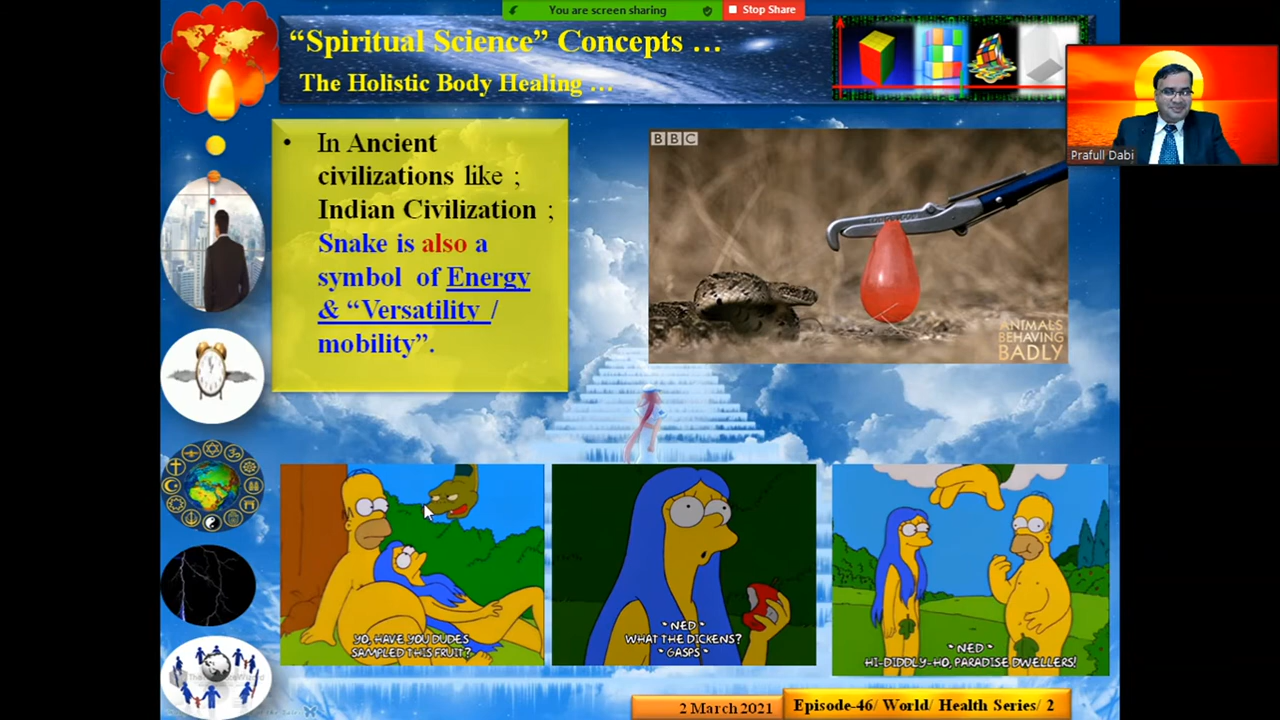 You are screen sharing
Stop Share
“Spiritual Science” Concepts …
The Holistic Body Healing …
Prafull Dabi
• In Ancient
civilizations like ;
Indian Civilization ;
Snake is also a
symbol of Energy
& “Versatility /
mobility”.
BBC
ANIMALS
BEHAVING
BADLY
YO, HAVE YOU DUDES
SAMPLED THIS FRUIT?
* NED *
WHAT THE DICKENS?
* GASPS *
* NED *
HI-DIDDLY-HO, PARADISE DWELLERS!
2 March 2021
Episode-46/ World/ Health Series/ 2